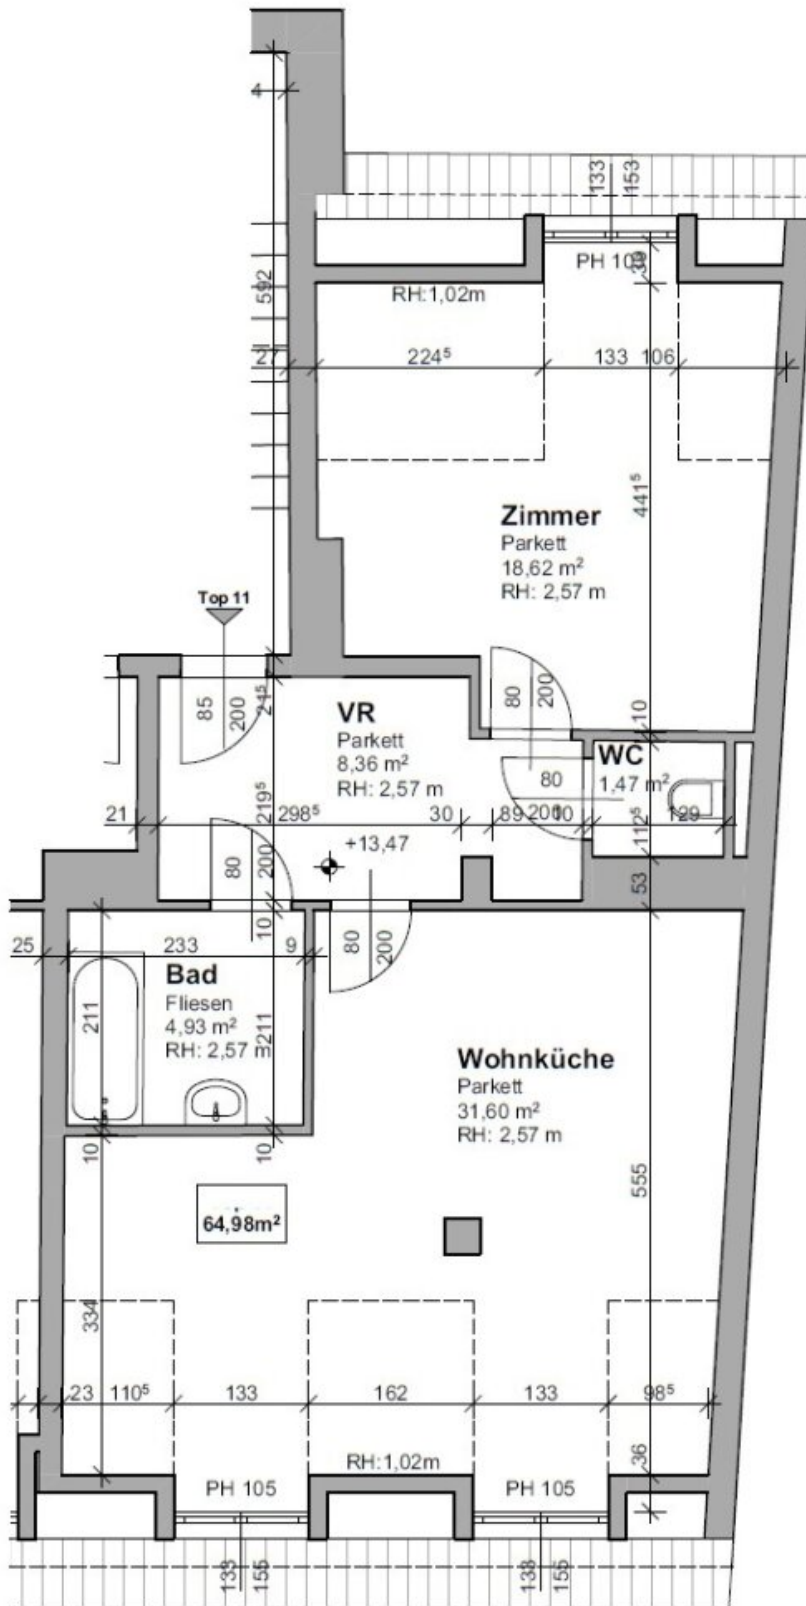 4
133
153
592
PH 109
39
RH:1,02m
27
224⁵
133
106
441⁵
Zimmer
Parkett
18,62 m²
RH: 2,57 m
Top 11
85
200
24⁵
VR
Parkett
8,36 m²
RH: 2,57 m
80
200
10
WC
1,47 m²
80
200
21
219⁵
298⁵
30
89
10
112⁵
129
+13,47
80
200
53
10
80
200
25
233
9
Bad
Fliesen
4,93 m²
RH: 2,57 m
211
211
Wohnküche
Parkett
31,60 m²
RH: 2,57 m
10
10
555
64,98m²
334
23
110⁵
133
162
133
98⁵
RH:1,02m
36
PH 105
PH 105
133
155
133
155